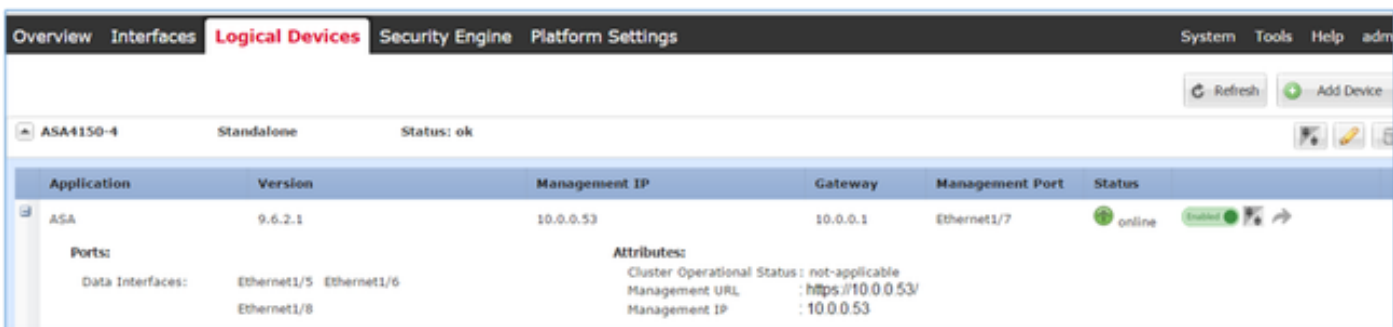 Overview Interfaces Logical Devices Security Engine Platform Settings System Tools Help adm
Refresh Add Device
ASA4150-4 Standalone Status: ok
Application Version Management IP Gateway Management Port Status
ASA 9.6.2.1 10.0.0.53 10.0.0.1 Ethernet1/7 online Enabled
Ports: Attributes:
Cluster Operational Status : not-applicable
Data Interfaces: Ethernet1/5 Ethernet1/6 Management URL : https://10.0.0.53/
Ethernet1/8 Management IP : 10.0.0.53